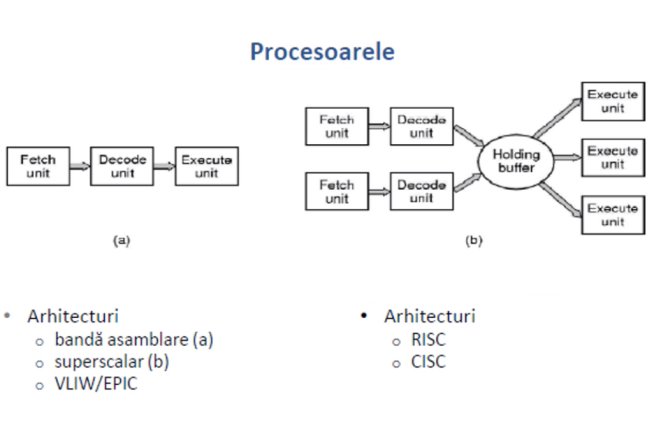 Procesoarele
Fetch
unit
Decode
unit
Execute
unit
(a)
Fetch
unit
Decode
unit
Fetch
unit
Decode
unit
Holding
buffer
Execute
unit
Execute
unit
Execute
unit
(b)
• Arhitecturi
o bandă asamblare (a)
o superscalar (b)
o VLIW/EPIC
• Arhitecturi
o RISC
o CISC